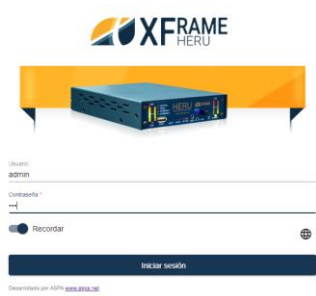 XFRAME
HERU
HERU
Usuario
admin
Contraseña *
•••
Recordar
Iniciar sesión
Desarrollado por ASPA www.aspa.net